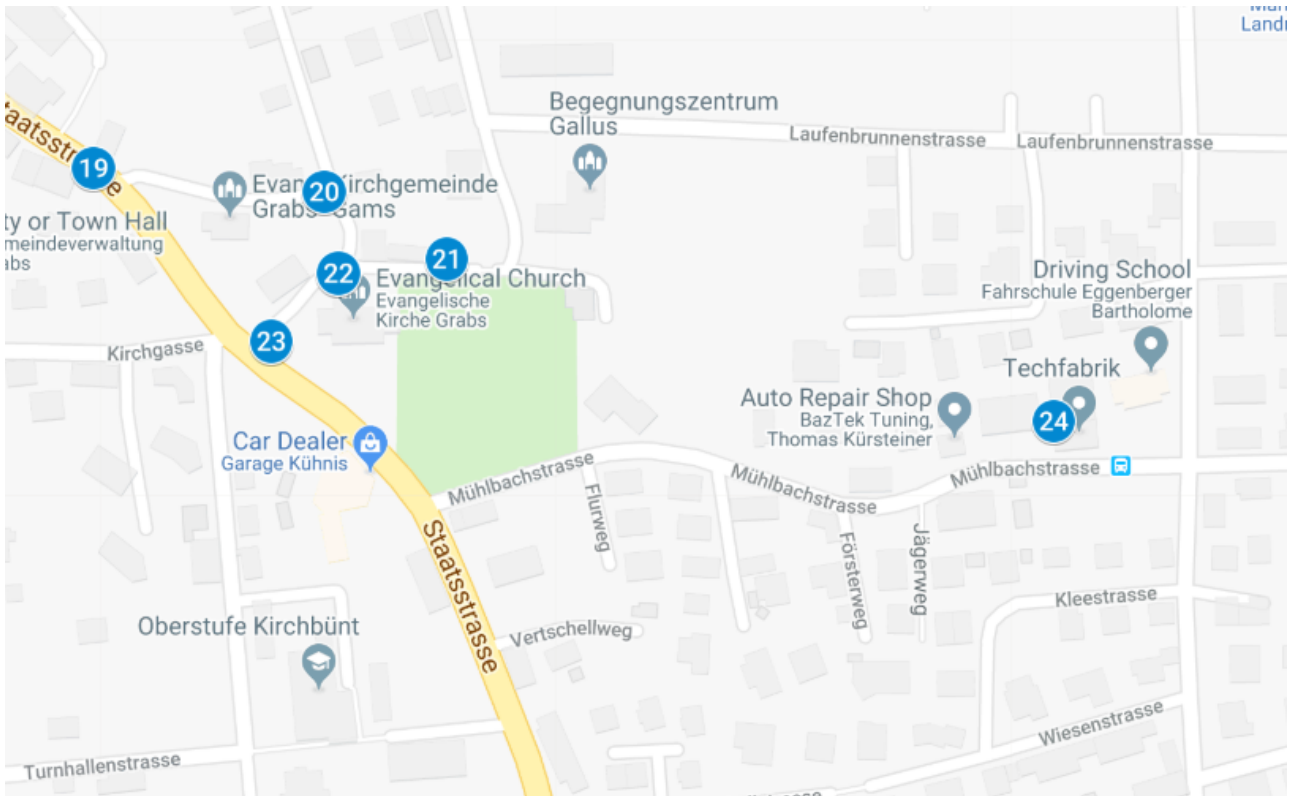 Landr
Begegnungszentrum
Gallus
Laufenbrunnenstrasse
Laufenbrunnenstrasse
19
Staatsstrasse
20
Grabs-Gams
ty or Town Hall
meindeverwaltung
abs
21
22
Evangelical Church
Evangelische
Kirche Grabs
Driving School
Fahrschule Eggenberger
Bartholome
23
Kirchgasse
Techfabrik
Auto Repair Shop
BazTek Tuning,
Thomas Kürsteiner
24
Car Dealer
Garage Kühnis
Mühlbachstrasse
Mühlbachstrasse
Mühlbachstrasse
Flurweg
Staatsstrasse
Försterweg
Jägerweg
Kleestrasse
Oberstufe Kirchbünt
Vertschellweg
Wiesenstrasse
Turnhallenstrasse